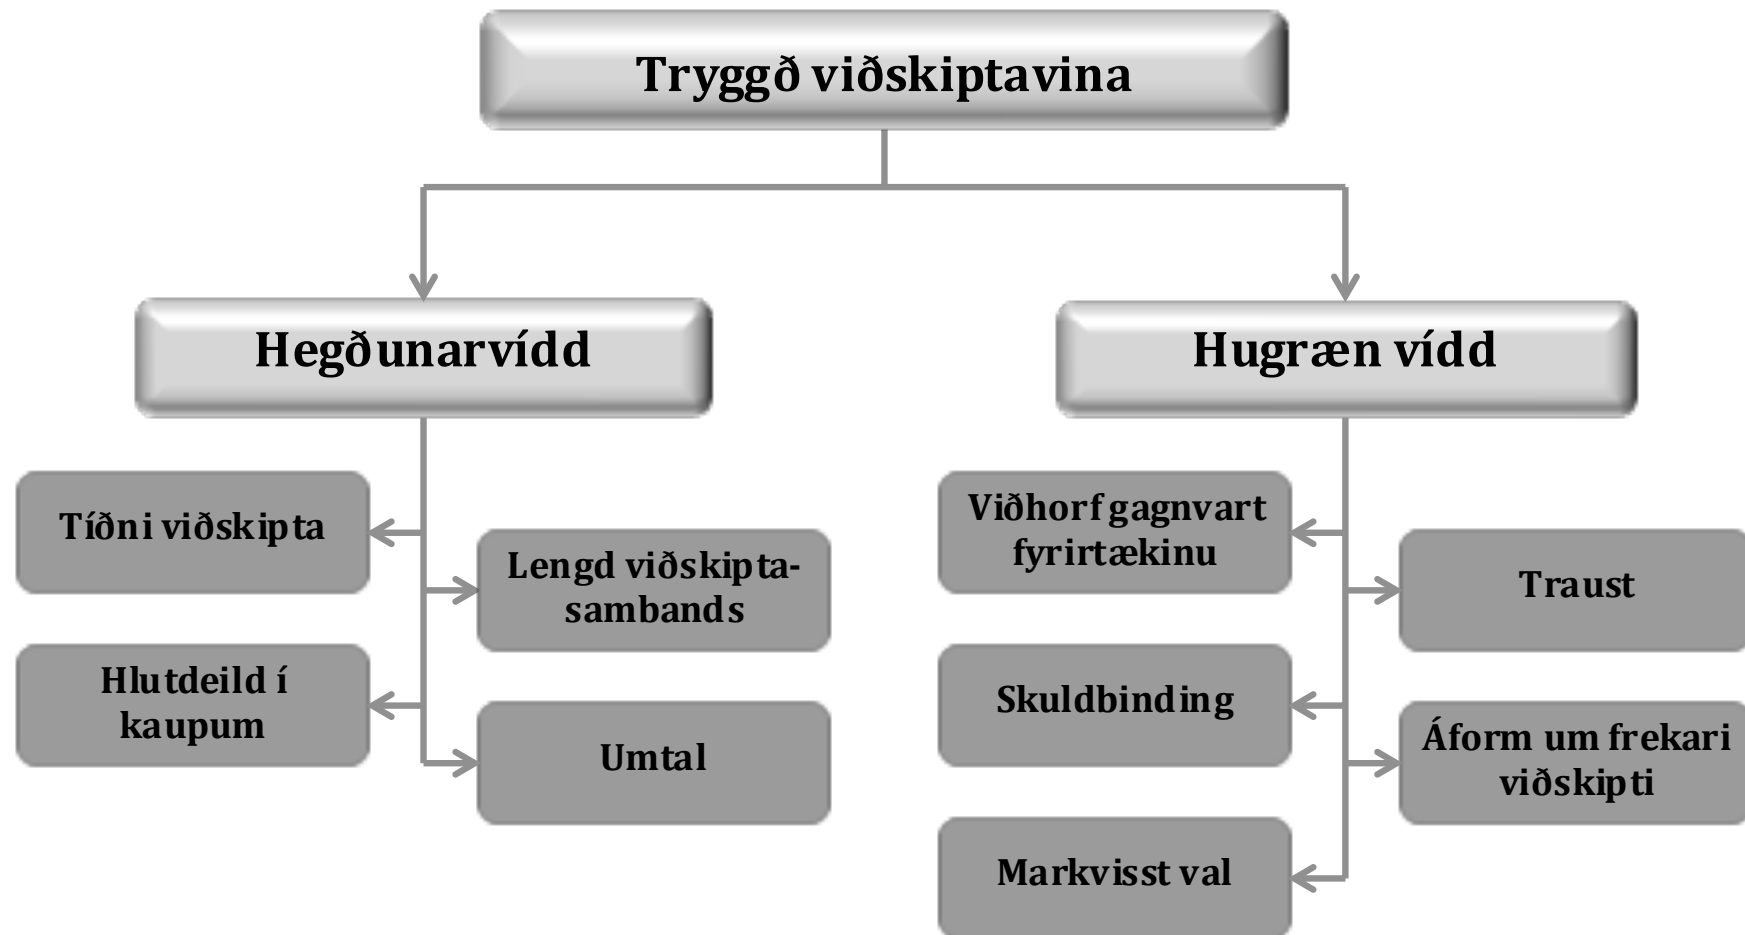 Tryggð viðskiptavina
Hegðunarvídd
Hugræn vídd
Tíðni viðskipta
Lengd viðskipta-
sambands
Hlutdeild í
kaupum
Umtal
Viðhorf gagnvart
fyrirtækinu
Traust
Skuldbinding
Áform um frekari
viðskipti
Markvisst val